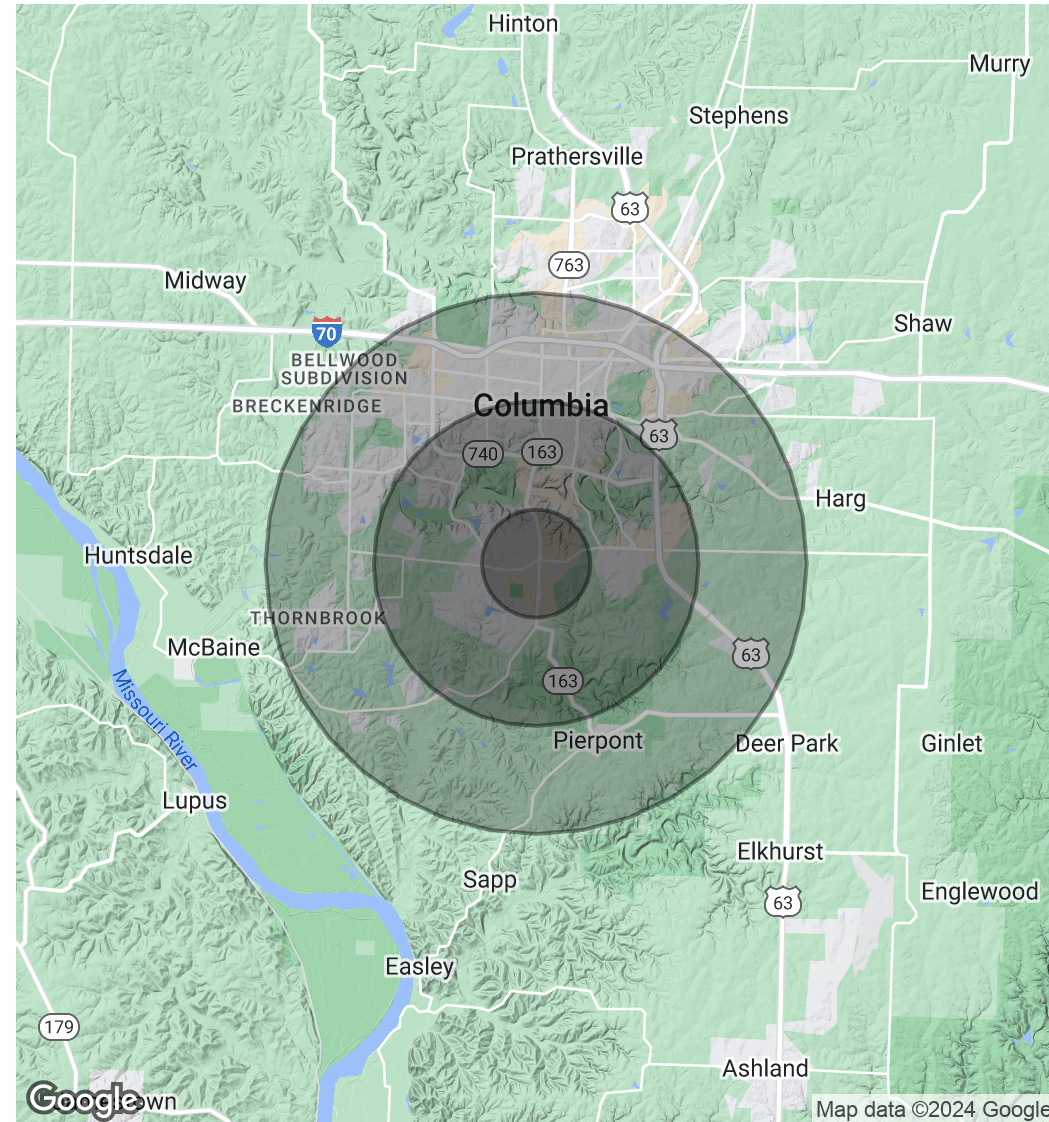 Hinton
Murry
Stephens
Prathersville
63
763
Midway
70
Shaw
BELLWOOD
SUBDIVISION
BRECKENRIDGE
Columbia
63
740
163
Harg
Huntsdale
THORNBROOK
McBaine
63
163
Missouri River
Pierpont
Deer Park
Ginlet
Lupus
Elkhurst
Sapp
Englewood
63
Easley
179
Ashland
Google
Map data ©2024 Google